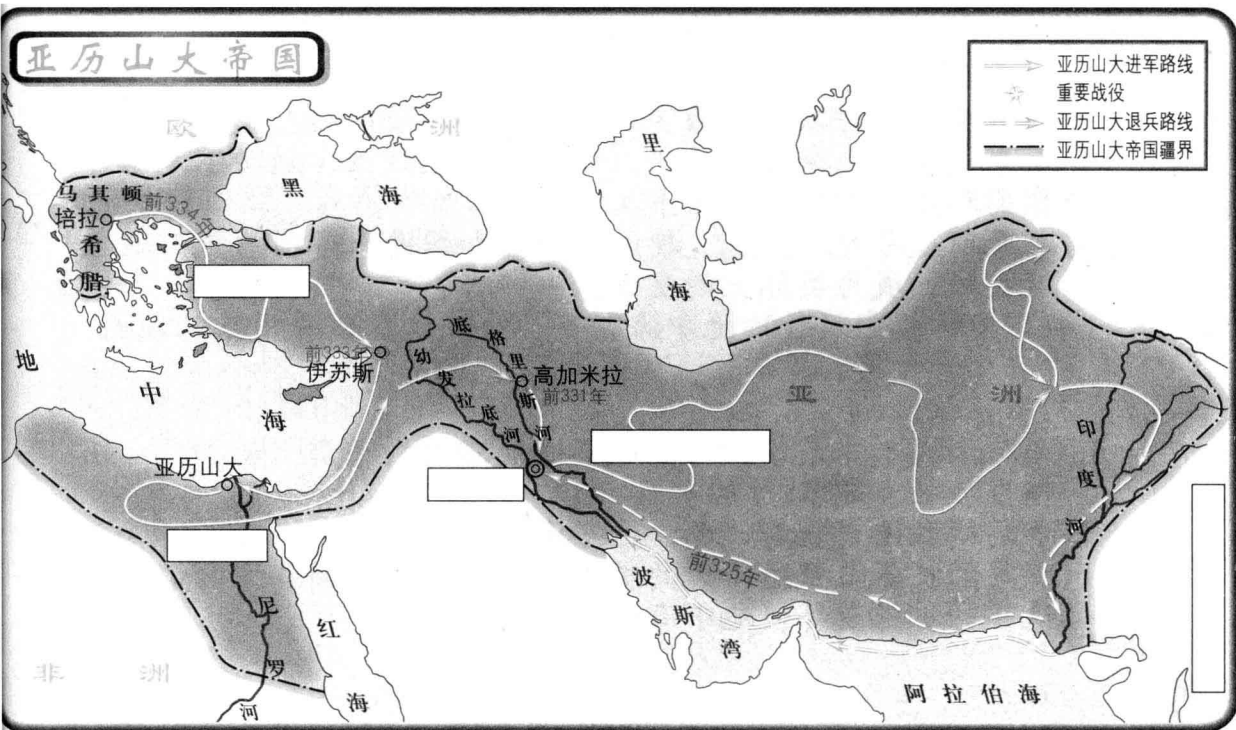 亚历山大帝国
亚历山大进军路线
重要战役
亚历山大退兵路线
亚历山大帝国疆界
欧洲
里海
黑海
马其顿
前334年
培拉
希腊
地中海
前333年
伊苏斯
底格里斯河
幼发拉底河
高加米拉
前331年
亚洲
印度河
亚历山大
前325年
波斯湾
尼罗河
红海
非洲
阿拉伯海